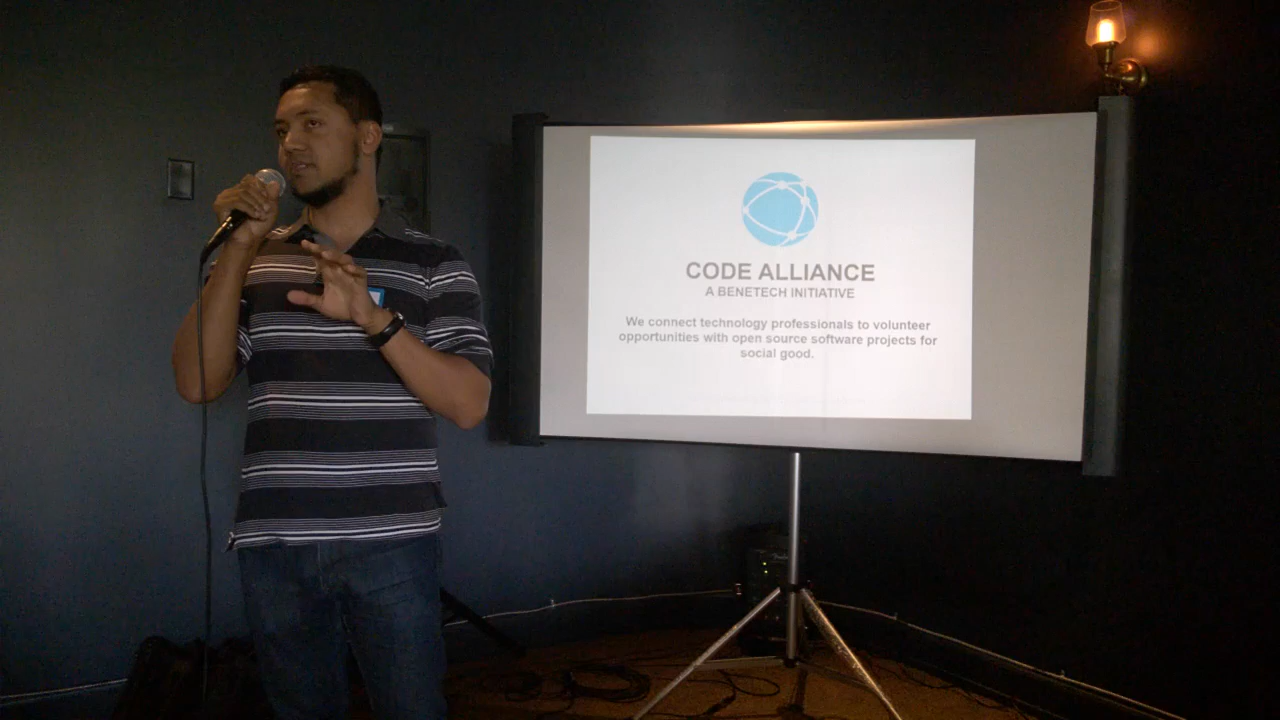 CODE ALLIANCE
A BENETECH INITIATIVE
We connect technology professionals to volunteer
opportunities with open source software projects for
social good.